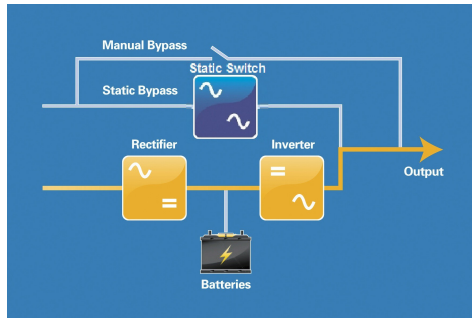 Manual Bypass
Static Switch
Static Bypass
Rectifier
Inverter
Output
Batteries